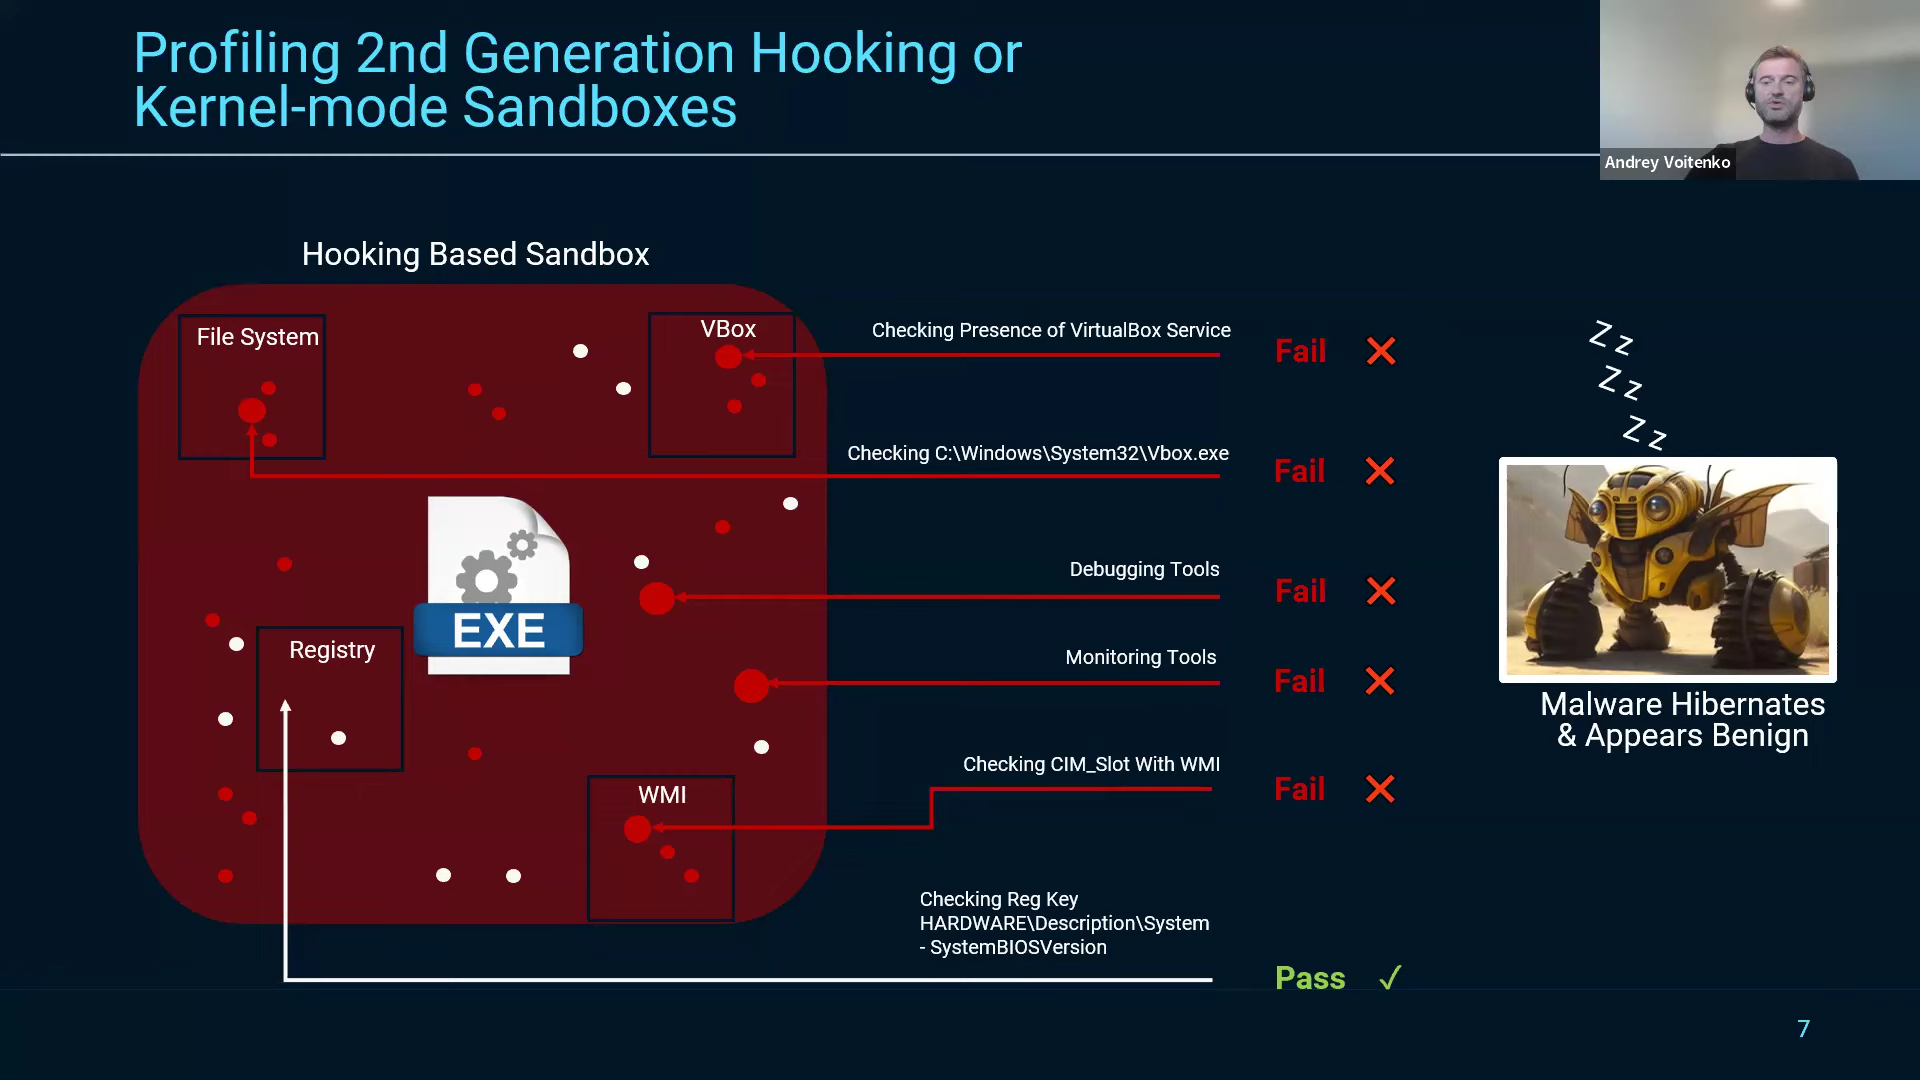 Profiling 2nd Generation Hooking or
Kernel-mode Sandboxes
Andrey Voitenko
Hooking Based Sandbox
File System
VBox
Checking Presence of VirtualBox Service
Fail
Checking C:\Windows\System32\Vbox.exe
Fail
Debugging Tools
Fail
EXE
Registry
Monitoring Tools
Fail
Checking CIM_Slot With WMI
Fail
WMI
Checking Reg Key
HARDWARE\Description\System
- SystemBIOSVersion
Pass
Z z
Z z
Z z
Malware Hibernates
& Appears Benign
7